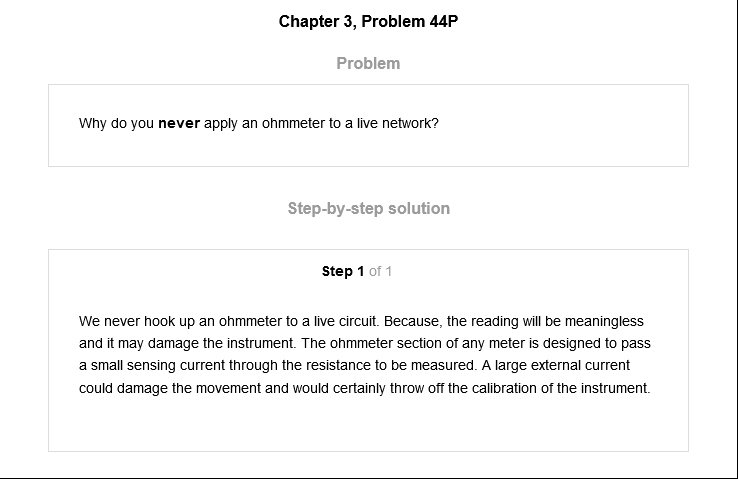 Chapter 3, Problem 44P
Problem
Why do you never apply an ohmmeter to a live network?
Step-by-step solution
Step 1 of 1
We never hook up an ohmmeter to a live circuit. Because, the reading will be meaningless
and it may damage the instrument. The ohmmeter section of any meter is designed to pass
a small sensing current through the resistance to be measured. A large external current
could damage the movement and would certainly throw off the calibration of the instrument.